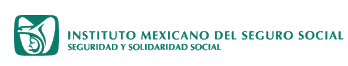 INSTITUTO MEXICANO DEL SEGURO SOCIAL
SEGURIDAD Y SOLIDARIDAD SOCIAL